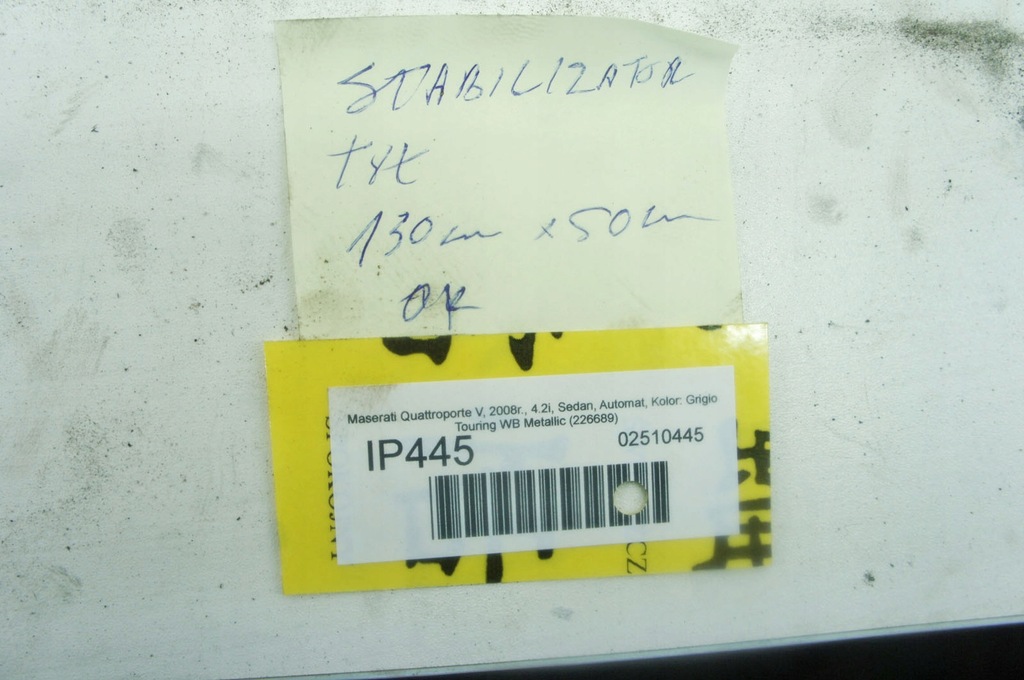 STABILIZATOR
TYŁ
130cm x 50cm
OK
Maserati Quattroporte V, 2008r., 4.2i, Sedan, Automat, Kolor: Grigio
Touring WB Metallic (226689)
IP445
02510445
CZ